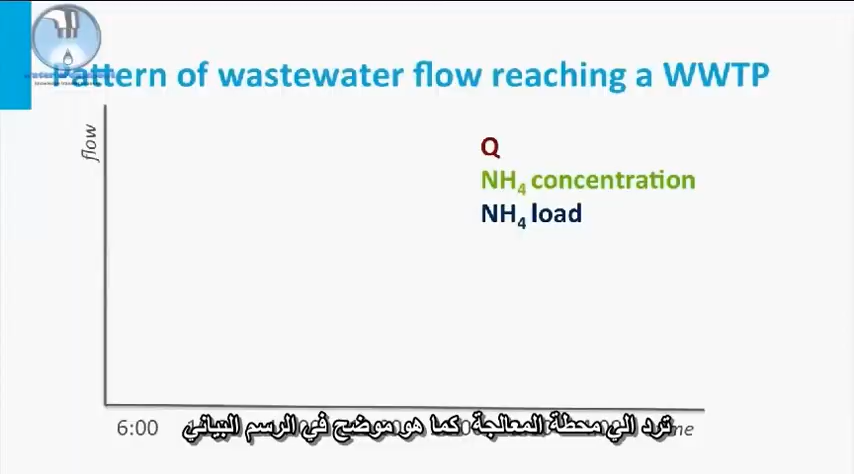 Pattern of wastewater flow reaching a WWTP
flow
Q
NH4 concentration
NH4 load
6:00
ترد الي محطة المعالجة كما هو موضح في الرسم البياني